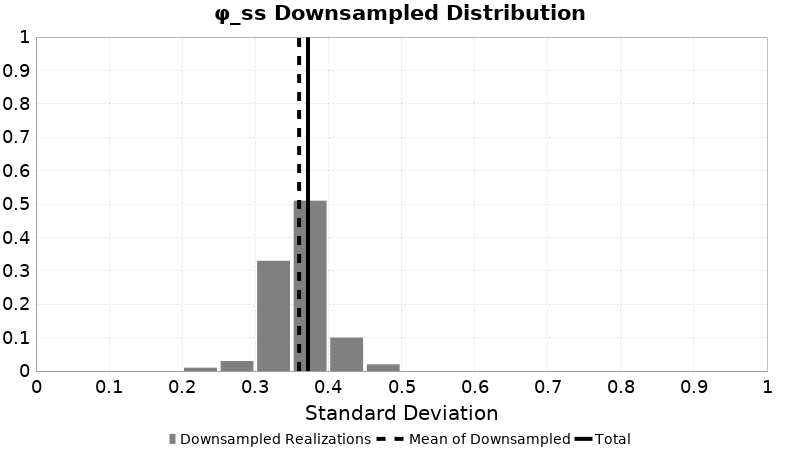 φ_ss Downsampled Distribution
1
0.9
0.8
0.7
0.6
0.5
0.4
0.3
0.2
0.1
0
0 0.1 0.2 0.3 0.4 0.5 0.6 0.7 0.8 0.9 1
Standard Deviation
Downsampled Realizations Mean of Downsampled Total